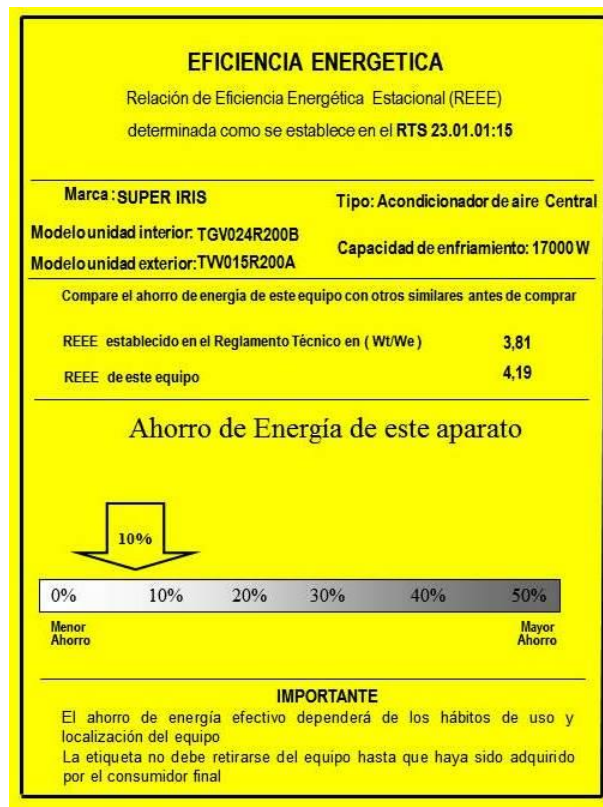 EFICIENCIA ENERGETICA
Relación de Eficiencia Energética Estacional (REEE)
determinada como se establece en el RTS 23.01.01:15
Marca: SUPER IRIS
Tipo: Acondicionador de aire Central
Modelo unidad interior: TGV024R200B
Capacidad de enfriamiento: 17000 W
Modelo unidad exterior: TVV015R200A
Compare el ahorro de energia de este equipo con otros similares antes de comprar
REEE establecido en el Reglamento Técnico en ( Wt/We ) 3,81
REEE de este equipo 4,19
Ahorro de Energía de este aparato
10%
0% 10% 20% 30% 40% 50%
Menor
Ahorro
Mayor
Ahorro
IMPORTANTE
El ahorro de energía efectivo dependerá de los hábitos de uso y
localización del equipo
La etiqueta no debe retirarse del equipo hasta que haya sido adquirido
por el consumidor final